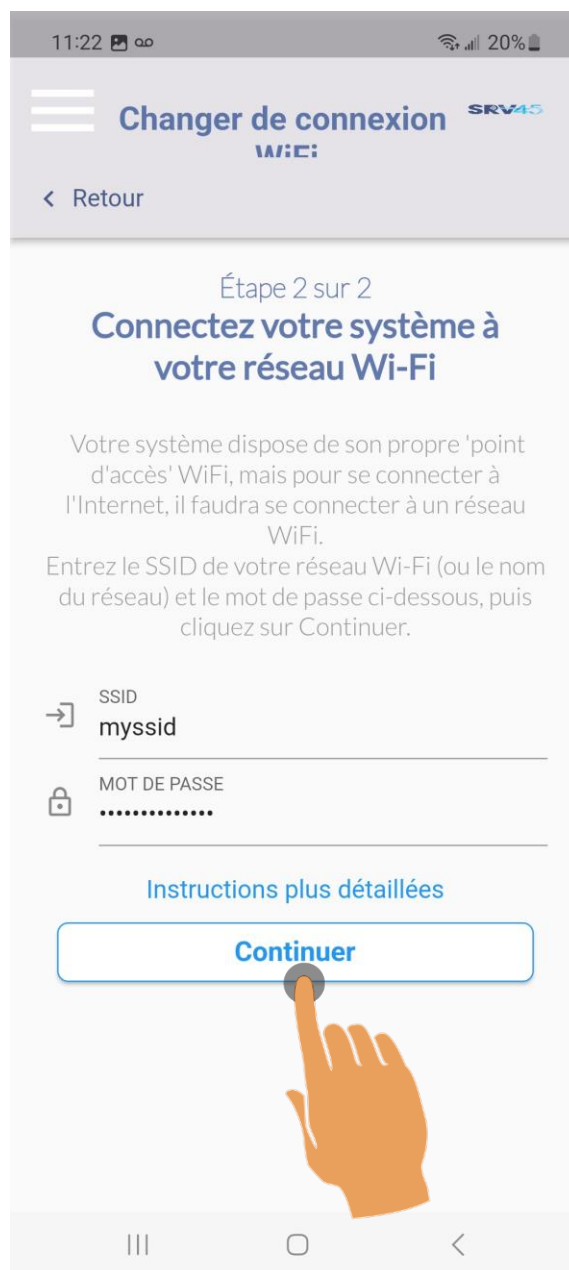 11:22
20%
Changer de connexion
WiFi
SRV45
Retour
Étape 2 sur 2
Connectez votre système à
votre réseau Wi-Fi
Votre système dispose de son propre 'point
d'accès' WiFi, mais pour se connecter à
l'Internet, il faudra se connecter à un réseau
WiFi.
Entrez le SSID de votre réseau Wi-Fi (ou le nom
du réseau) et le mot de passe ci-dessous, puis
cliquez sur Continuer.
SSID
myssid
MOT DE PASSE
••••••••••••••
Instructions plus détaillées
Continuer